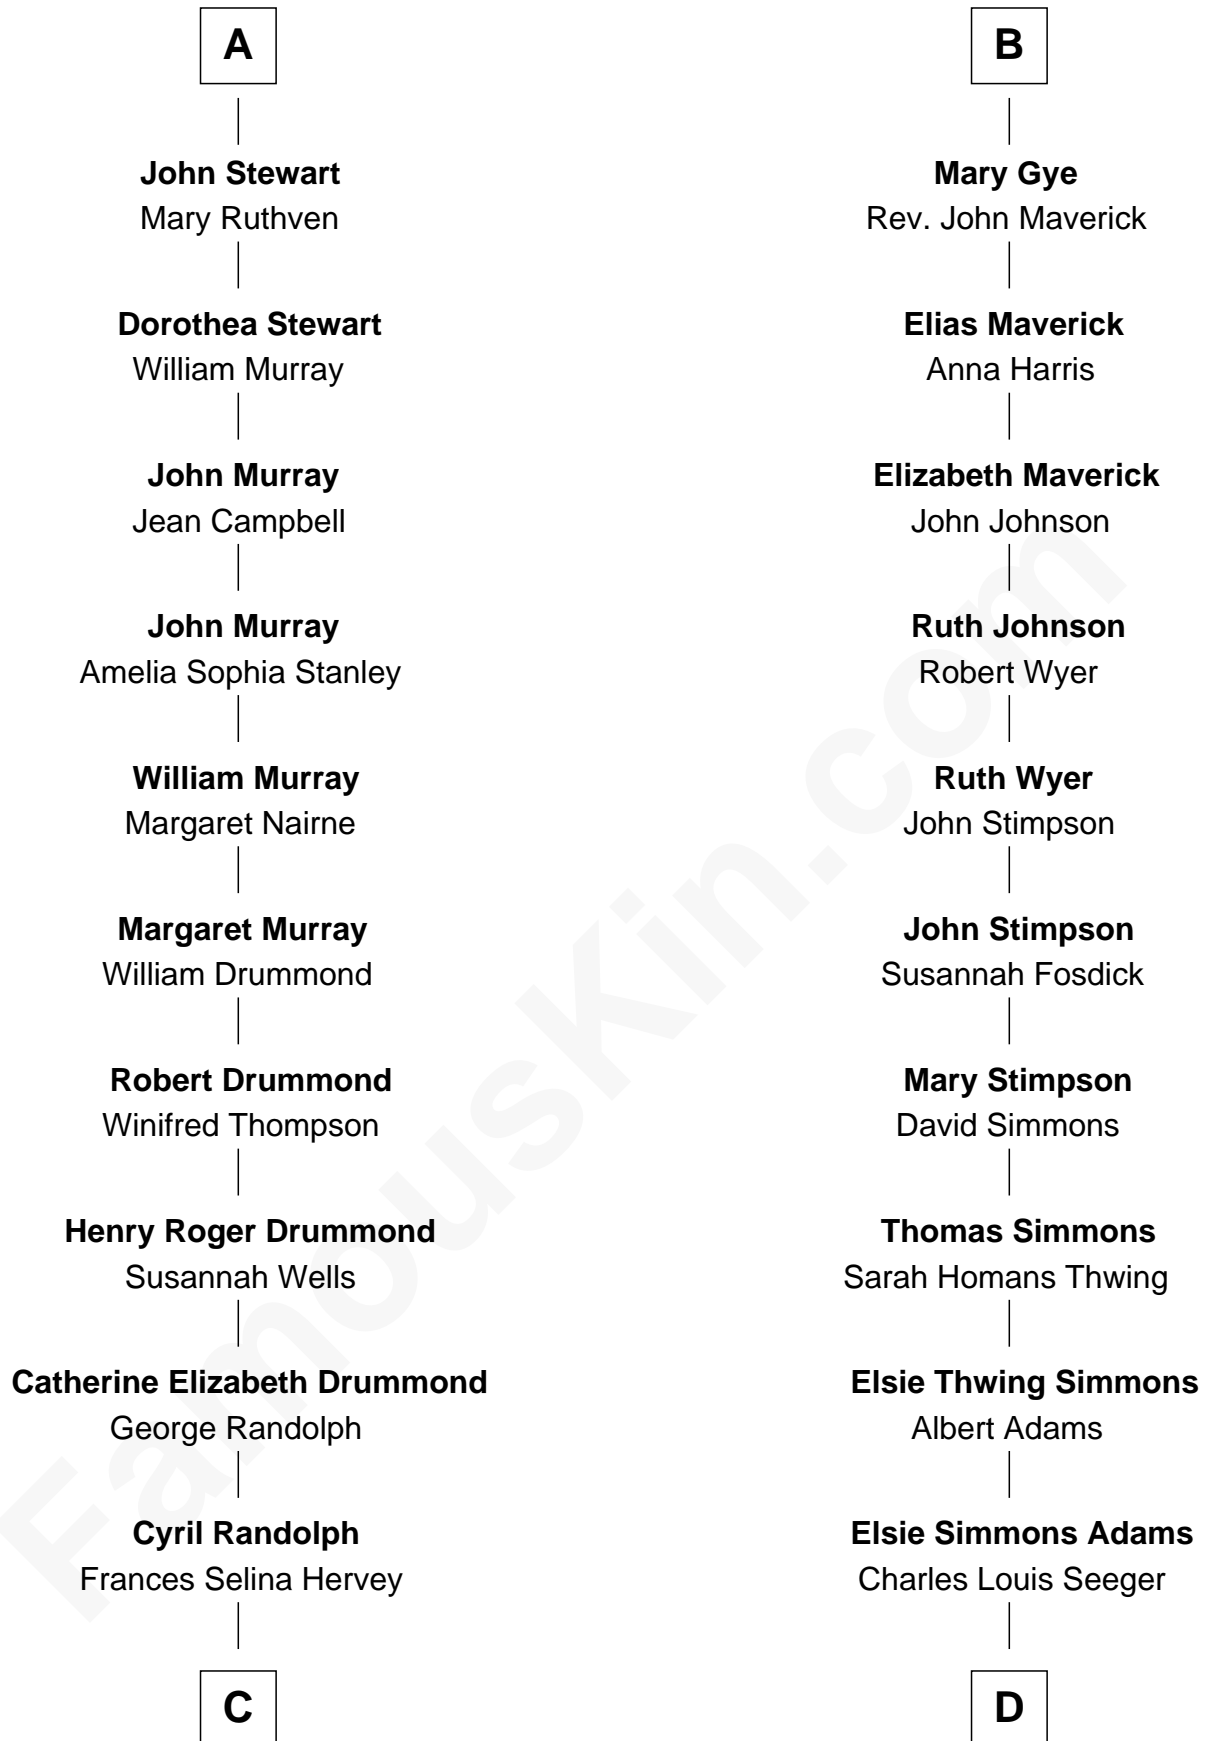 A
John Stewart
Mary Ruthven
Dorothea Stewart
William Murray
John Murray
Jean Campbell
John Murray
Amelia Sophia Stanley
William Murray
Margaret Nairne
Margaret Murray
William Drummond
Robert Drummond
Winifred Thompson
Henry Roger Drummond
Susannah Wells
Catherine Elizabeth Drummond
George Randolph
Cyril Randolph
Frances Selina Hervey
C
B
Mary Gye
Rev. John Maverick
Elias Maverick
Anna Harris
Elizabeth Maverick
John Johnson
Ruth Johnson
Robert Wyer
Ruth Wyer
John Stimpson
John Stimpson
Susannah Fosdick
Mary Stimpson
David Simmons
Thomas Simmons
Sarah Homans Thwing
Elsie Thwing Simmons
Albert Adams
Elsie Simmons Adams
Charles Louis Seeger
D
FamousKin.com